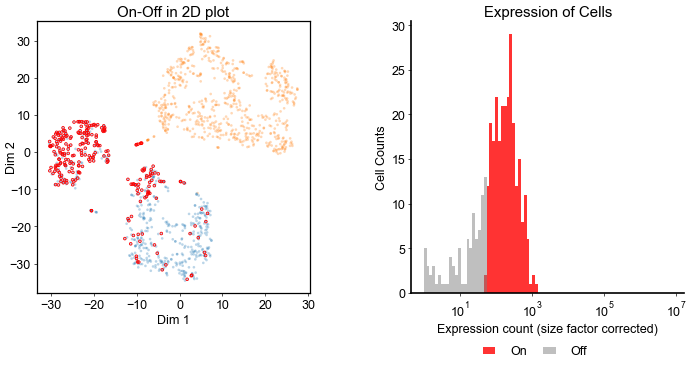 On-Off in 2D plot
Dim 2
30
20
10
0
−10
−20
−30
−30 −20 −10 0 10 20 30
Dim 1
Expression of Cells
Cell Counts
30
25
20
15
10
5
0
10^1 10^3 10^5 10^7
Expression count (size factor corrected)
On Off